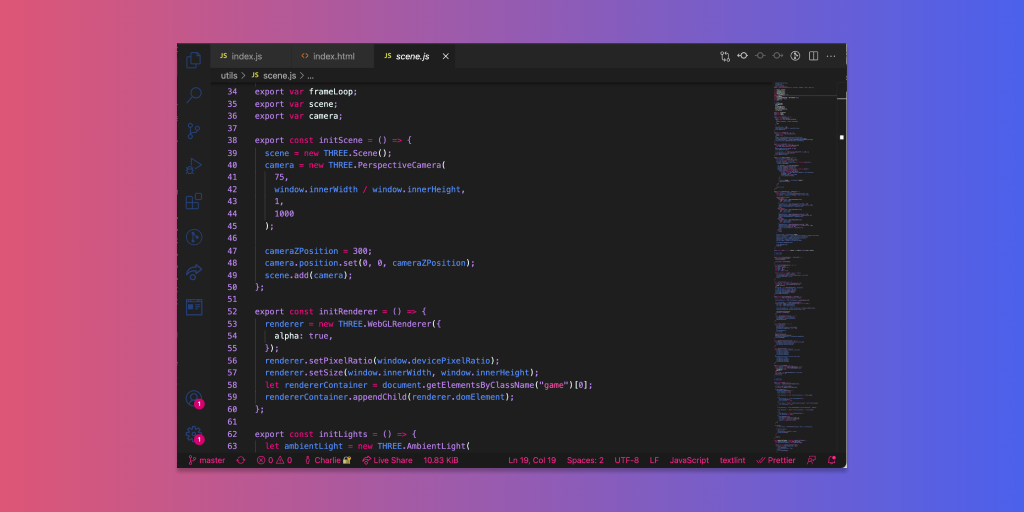 JS index.js <> index.html JS scene.js
utils > JS scene.js > ...
34 export var frameLoop;
35 export var scene;
36 export var camera;
37
38 export const initScene = () => {
39 scene = new THREE.Scene();
40 camera = new THREE.PerspectiveCamera(
41 75,
42 window.innerWidth / window.innerHeight,
43 1,
44 1000
45 );
46
47 cameraZPosition = 300;
48 camera.position.set(0, 0, cameraZPosition);
49 scene.add(camera);
50 };
51
52 export const initRenderer = () => {
53 renderer = new THREE.WebGLRenderer({
54 alpha: true,
55 });
56 renderer.setPixelRatio(window.devicePixelRatio);
57 renderer.setSize(window.innerWidth, window.innerHeight);
58 let rendererContainer = document.getElementsByClassName("game")[0];
59 rendererContainer.appendChild(renderer.domElement);
60 };
61
62 export const initLights = () => {
63 let ambientLight = new THREE.AmbientLight(
1
1
master 0 0 Charlie Live Share 10.83 KiB Ln 19, Col 19 Spaces: 2 UTF-8 LF JavaScript textlint Prettier